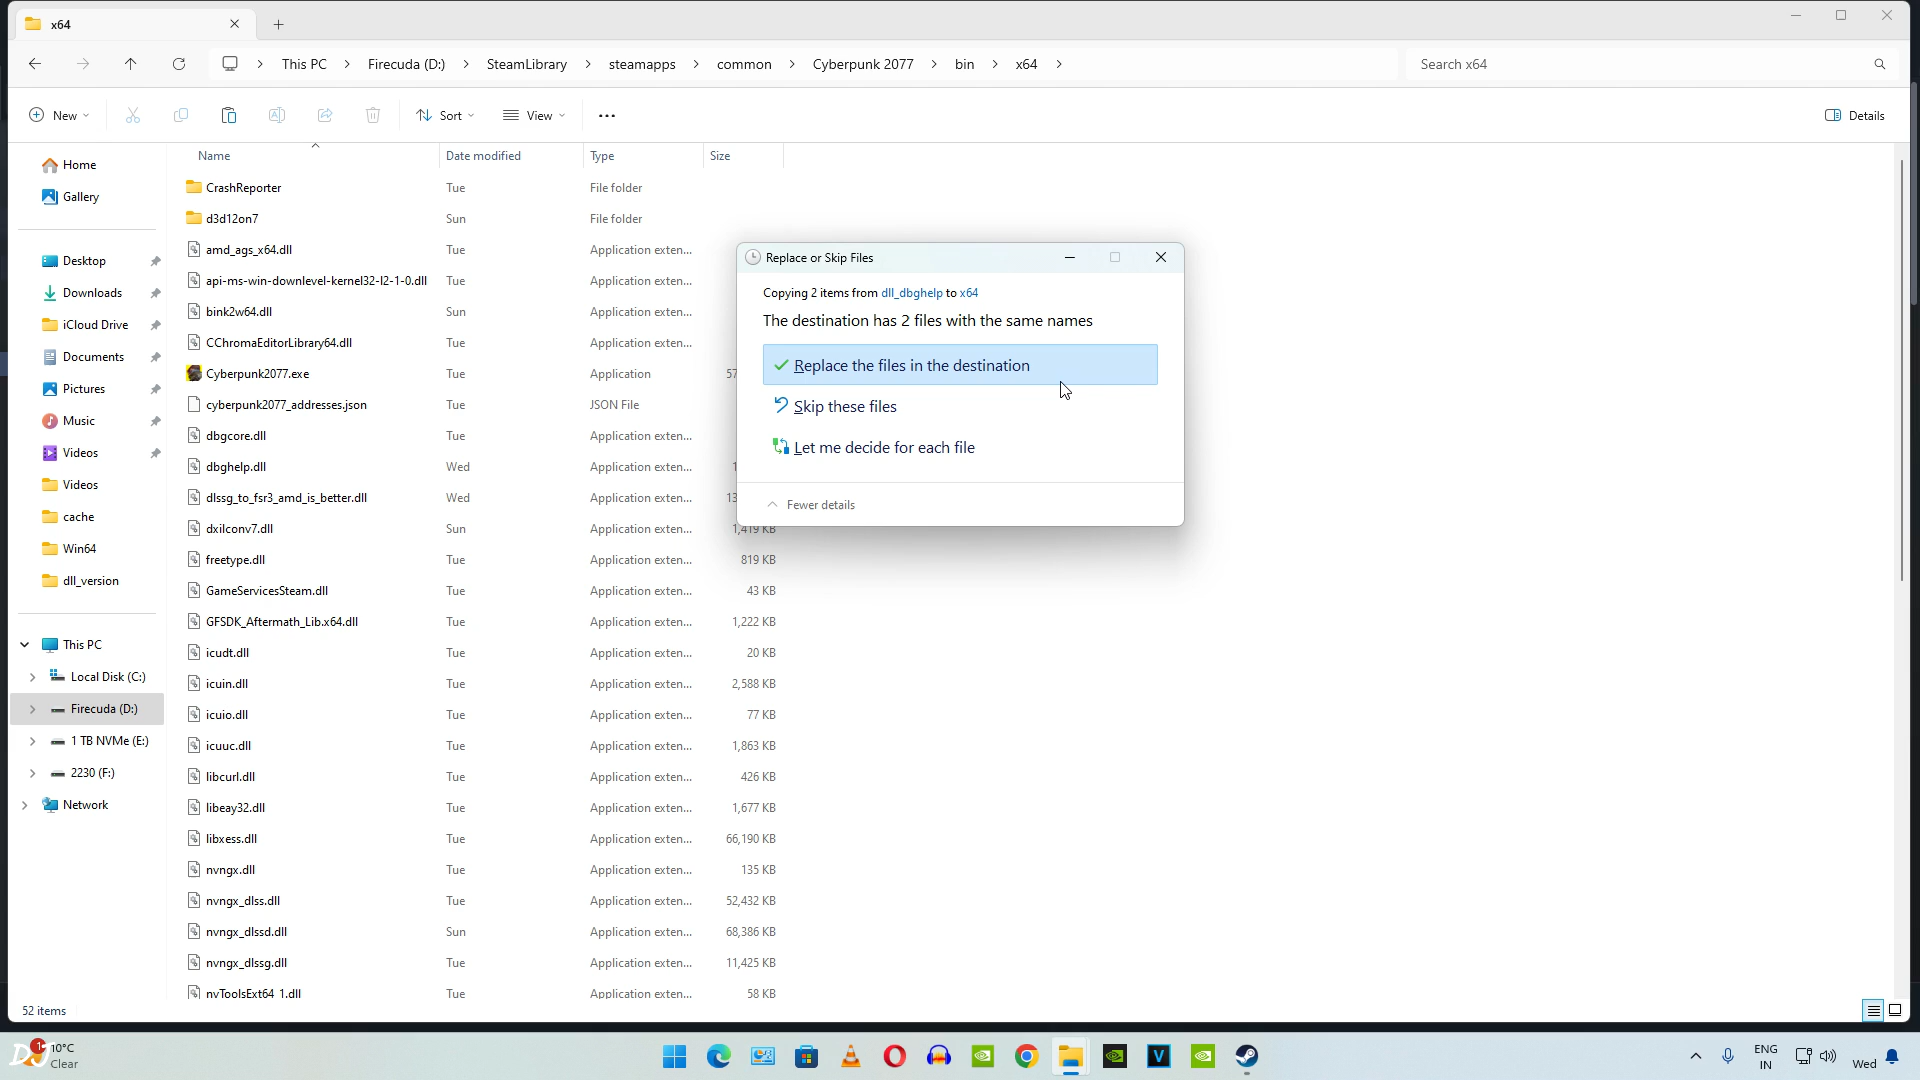 x64
This PC
Firecuda (D:)
SteamLibrary
steamapps
common
Cyberpunk 2077
bin
x64
Search x64
New
Sort
View
Details
Name
Date modified
Type
Size
Home
Gallery
Desktop
Downloads
iCloud Drive
Documents
Pictures
Music
Videos
Videos
cache
Win64
dll_version
This PC
Local Disk (C:)
Firecuda (D:)
1 TB NVMe (E:)
2230 (F:)
Network
CrashReporter Tue File folder
d3d12on7 Sun File folder
amd_ags_x64.dll Tue Application exten...
api-ms-win-downlevel-kernel32-l2-1-0.dll Tue Application exten...
bink2w64.dll Sun Application exten...
CChromaEditorLibrary64.dll Tue Application exten...
Cyberpunk2077.exe Tue Application 57
cyberpunk2077_addresses.json Tue JSON File
dbgcore.dll Tue Application exten...
dbghelp.dll Wed Application exten... 1
dlssg_to_fsr3_amd_is_better.dll Wed Application exten... 13
dxilconv7.dll Sun Application exten... 1,419 KB
freetype.dll Tue Application exten... 819 KB
GameServicesSteam.dll Tue Application exten... 43 KB
GFSDK_Aftermath_Lib.x64.dll Tue Application exten... 1,222 KB
icudt.dll Tue Application exten... 20 KB
icuin.dll Tue Application exten... 2,588 KB
icuio.dll Tue Application exten... 77 KB
icuuc.dll Tue Application exten... 1,863 KB
libcurl.dll Tue Application exten... 426 KB
libeay32.dll Tue Application exten... 1,677 KB
libxess.dll Tue Application exten... 66,190 KB
nvngx.dll Tue Application exten... 135 KB
nvngx_dlss.dll Tue Application exten... 52,432 KB
nvngx_dlssd.dll Sun Application exten... 68,386 KB
nvngx_dlssg.dll Tue Application exten... 11,425 KB
nvToolsExt64_1.dll Tue Application exten... 58 KB
Replace or Skip Files
Copying 2 items from dll_dbghelp to x64
The destination has 2 files with the same names
Replace the files in the destination
Skip these files
Let me decide for each file
Fewer details
52 items
1
10°C
Clear
V
ENG
IN
Wed